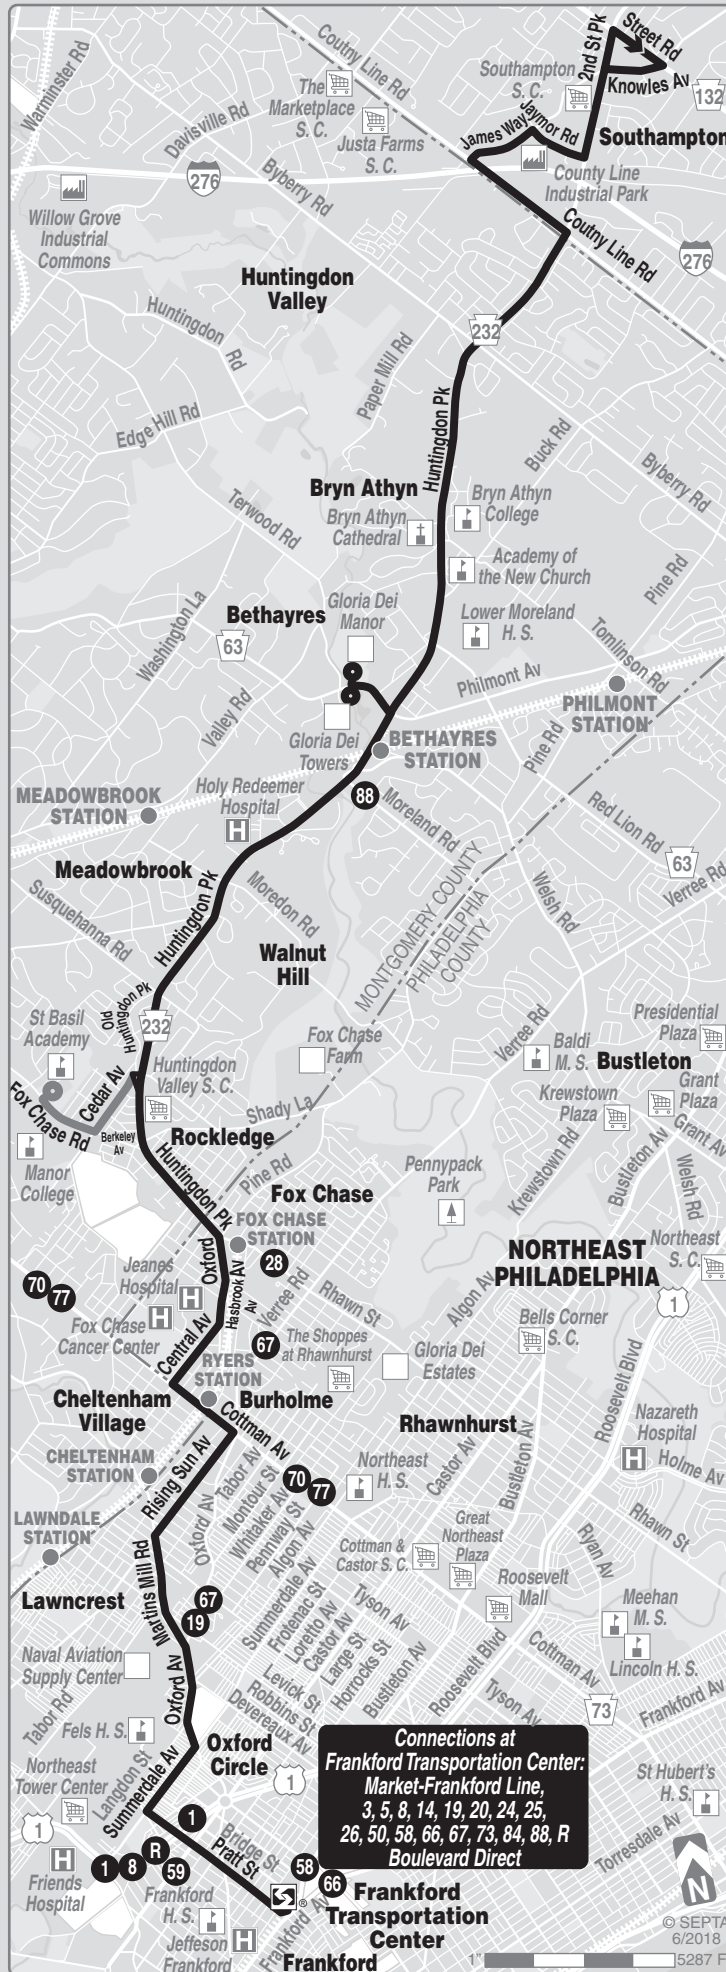 Street Rd
2nd St Pk
Knowles Av
132
Southampton
S. C.
Southampton
Coutny Line Rd
Warminster Rd
The
Marketplace
S. C.
Justa Farms
S. C.
Davisville Rd
276
Byberry Rd
James Way
Jaymor Rd
County Line
Industrial Park
Willow Grove
Industrial
Commons
Coutny Line Rd
276
Huntingdon
Valley
Huntingdon Rd
232
Paper Mill Rd
Edge Hill Rd
Huntingdon Pk
Buck Rd
Byberry Rd
Bryn Athyn
Bryn Athyn
Cathedral
Bryn Athyn
College
Terwood Rd
Academy of
the New Church
Pine Rd
Washington La
Bethayres
Gloria Dei
Manor
Lower Moreland
H. S.
63
Tomlinson Rd
Philmont Av
PHILMONT
STATION
Valley Rd
Gloria Dei
Towers
BETHAYRES
STATION
Pine Rd
MEADOWBROOK
STATION
Holy Redeemer
Hospital
88
Moreland Rd
Red Lion Rd
63
Verree Rd
Meadowbrook
Huntingdon Pk
Moredon Rd
Welsh Rd
Susquehanna Rd
Walnut
Hill
MONTGOMERY COUNTY
PHILADELPHIA
COUNTY
Old
Huntingdon Pk
232
St Basil
Academy
Fox Chase
Farm
Verree Rd
Baldi
M. S.
Presidential
Plaza
Bustleton
Cedar Av
Huntingdon
Valley S. C.
Krewstown
Plaza
Grant
Plaza
Fox Chase Rd
Berkeley
Av
Shady La
Rockledge
Grant Av
Manor
College
Huntingdon Pk
Pine Rd
Fox Chase
Pennypack
Park
Krewstown Rd
Bustleton Av
Welsh Rd
FOX CHASE
STATION
Oxford
Hasbrook Av
Av
28
NORTHEAST
PHILADELPHIA
Northeast
S. C.
1
Jeanes
Hospital
70
77
Fox Chase
Cancer Center
Verree Rd
Rhawn St
Algon Av
Bells Corner
S. C.
67
The Shoppes
at Rhawnhurst
Gloria Dei
Estates
Central Av
RYERS
STATION
Roosevelt Blvd
Cheltenham
Village
Burholme
Cottman Av
Rhawnhurst
Nazareth
Hospital
Holme Av
CHELTENHAM
STATION
Rising Sun Av
70
77
Northeast
H. S.
Castor Av
Bustleton Av
Rhawn St
LAWNDALE
STATION
Oxford Av
Tabor Av
Montour St
Whitaker Av
Pennway St
Algon Av
Summerdale Av
Frotenac St
Loretto Av
Castor Av
Large St
Horrocks St
Bustleton Av
Cottman &
Castor S. C.
Great
Northeast
Plaza
Ryan Av
Roosevelt
Mall
Meehan
M. S.
Lincoln H. S.
Martins Mill Rd
Lawncrest
67
19
Tyson Av
Roosevelt Blvd
Cottman Av
Tyson Av
73
Frankford Av
Naval Aviation
Supply Center
Oxford Av
Levick St
Robbins St
Devereaux Av
Tabor Rd
Fels H. S.
Langdon St
Oxford
Circle
1
Northeast
Tower Center
Summerdale Av
1
Friends
Hospital
1
8
R
59
1
Bridge St
Pratt St
Connections at
Frankford Transportation Center:
Market-Frankford Line,
3, 5, 8, 14, 19, 20, 24, 25,
26, 50, 58, 66, 67, 73, 84, 88, R
Boulevard Direct
St Hubert's
H. S.
Torresdale Av
58
66
®
Frankford
H. S.
Frankford Av
Frankford
Transportation
Center
Jeffeson
Frankford
Frankford
N
© SEPTA
6/2018
1"
5287 F